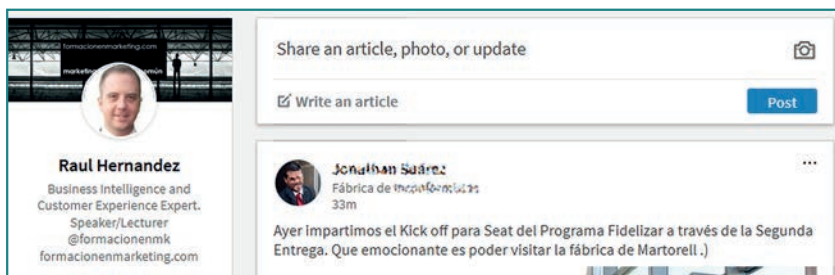 formacionenmarketing.com
Raul Hernandez
Business Intelligence and
Customer Experience Expert.
Speaker/Lecturer
@formacionenmk
formacionenmarketing.com
Share an article, photo, or update
Write an article
Post
Jonathan Suárez
Fábrica de
33m
Ayer impartimos el Kick off para Seat del Programa Fidelizar a través de la Segunda
Entrega. Que emocionante es poder visitar la fábrica de Martorell .)